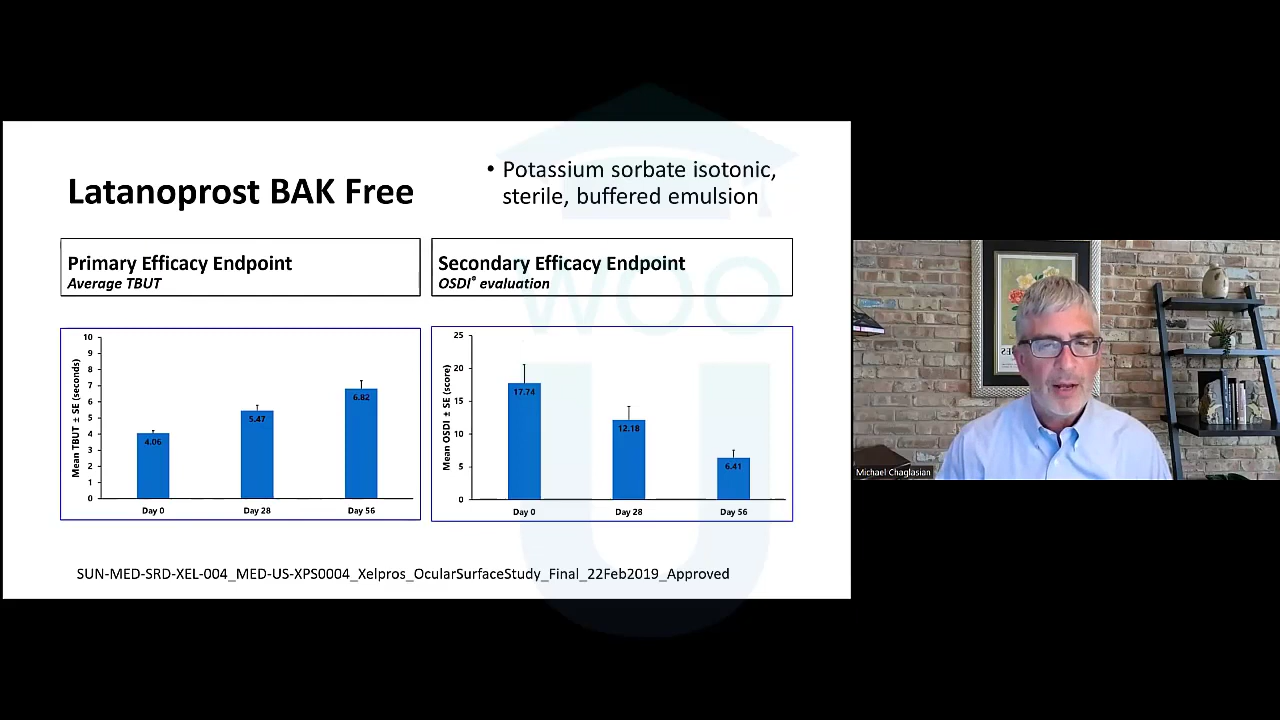 Latanoprost BAK Free
• Potassium sorbate isotonic,
sterile, buffered emulsion
Primary Efficacy Endpoint
Average TBUT
Secondary Efficacy Endpoint
OSDI® evaluation
WOO
U
Mean TBUT ± SE (seconds)
10
9
8
7
6
5
4
3
2
1
0
4.06
5.47
6.82
Day 0
Day 28
Day 56
Mean OSDI ± SE (score)
25
20
15
10
5
0
17.74
12.18
6.41
Day 0
Day 28
Day 56
SUN-MED-SRD-XEL-004_MED-US-XPS0004_Xelpros_OcularSurfaceStudy_Final_22Feb2019_Approved
Michael Chaglasian